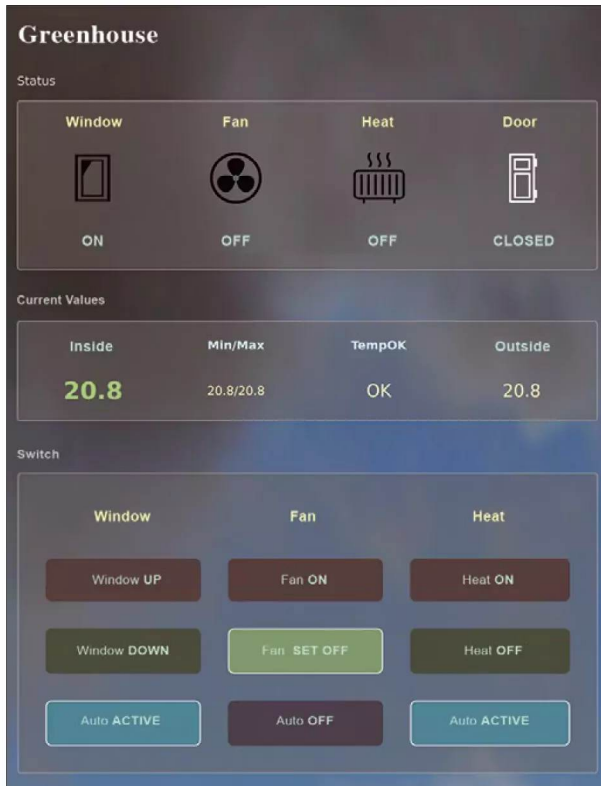 Greenhouse
Status
Window Fan Heat Door
ON OFF OFF CLOSED
Current Values
Inside Min/Max TempOK Outside
20.8 20.8/20.8 OK 20.8
Switch
Window Fan Heat
Window UP Fan ON Heat ON
Window DOWN Fan SET OFF Heat OFF
Auto ACTIVE Auto OFF Auto ACTIVE